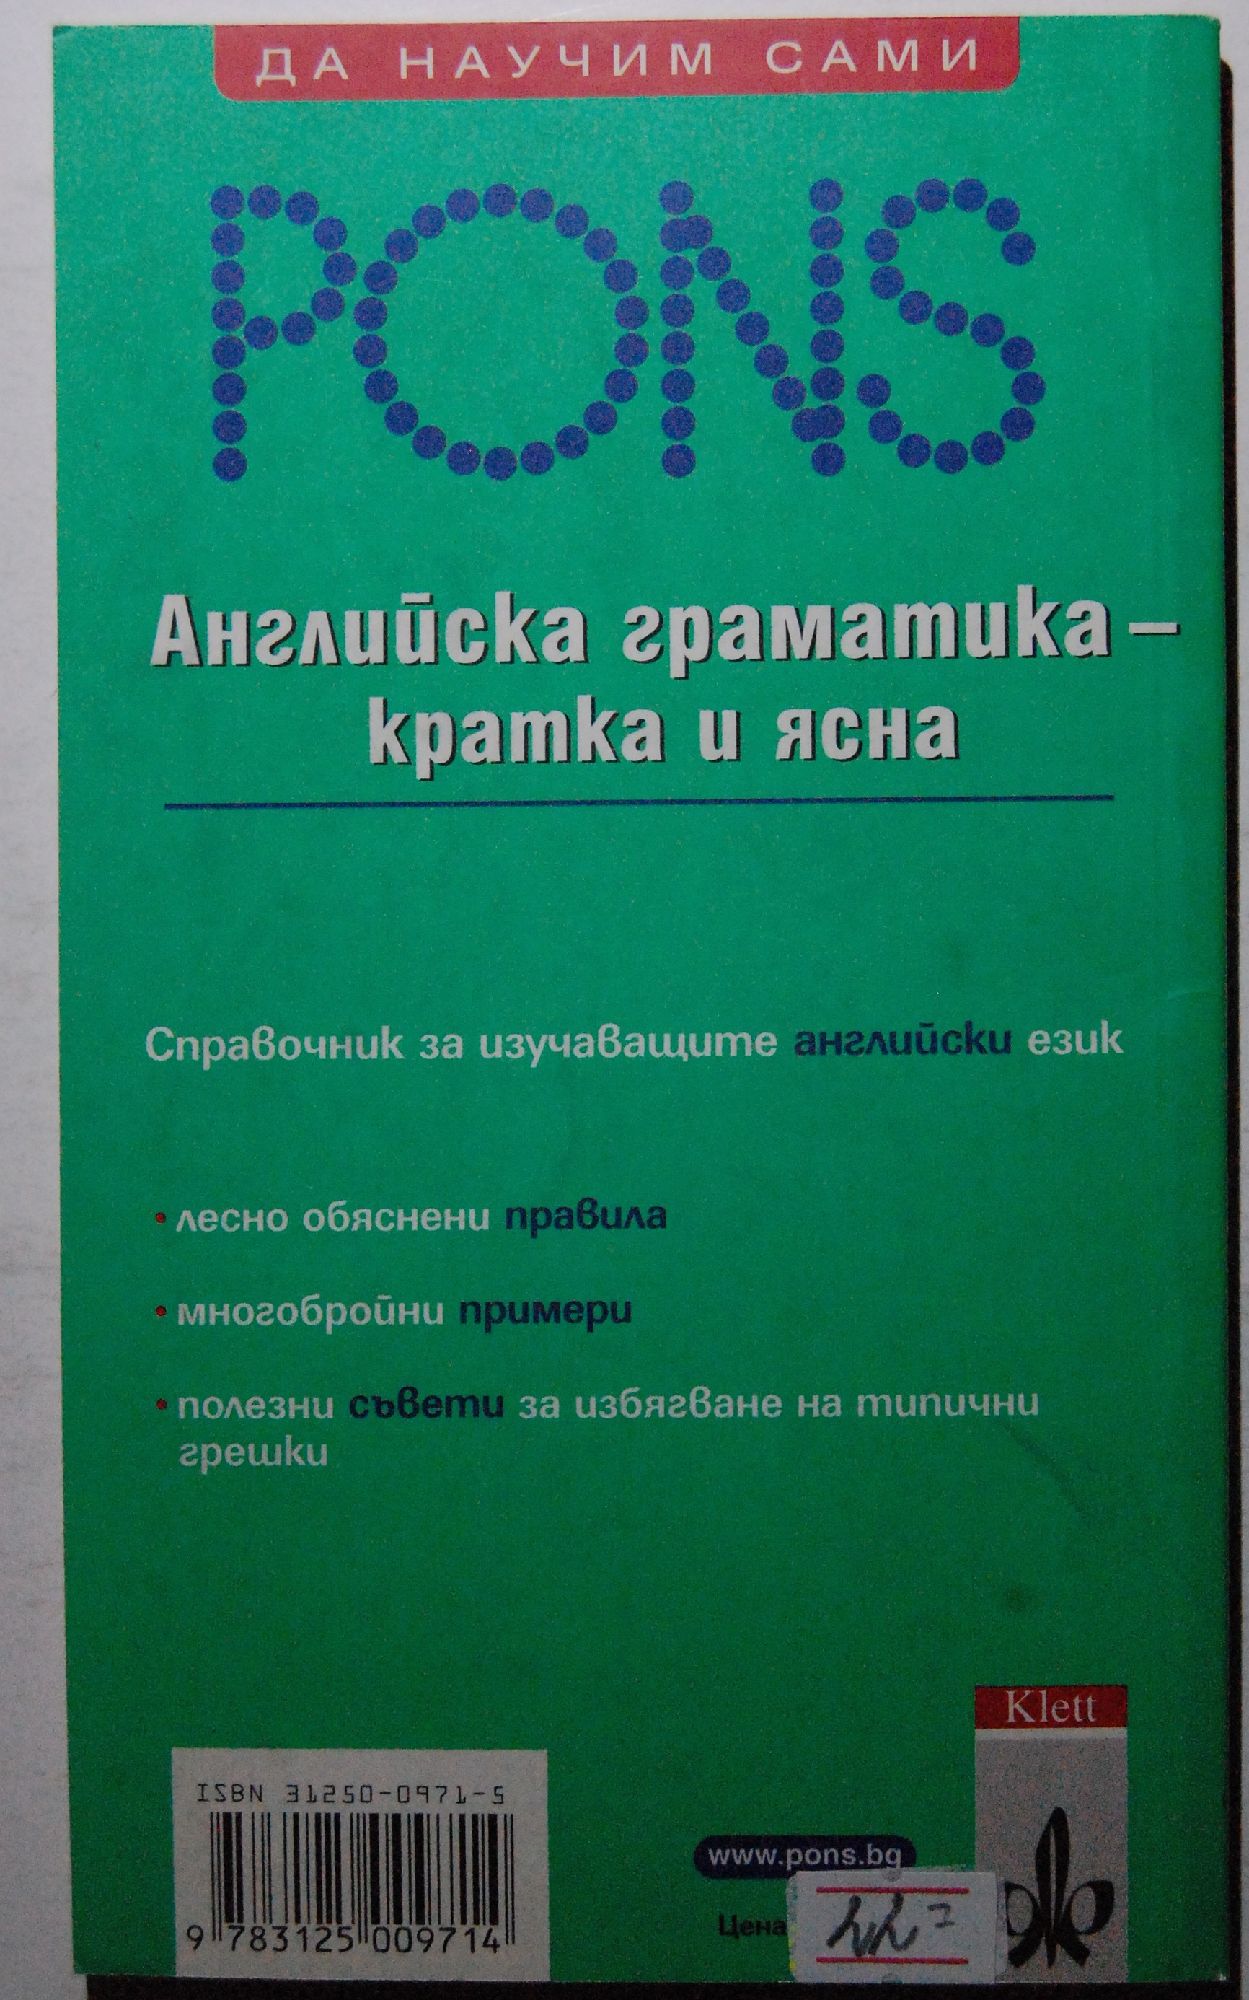 ДА НАУЧИМ САМИ
PONS
Английска граматика –
кратка и ясна
Справочник за изучаващите английски език
• лесно обяснени правила
• многобройни примери
• полезни съвети за избягване на типични
грешки
Klett
ISBN 31250-0971-5
www.pons.bg
Цена
9 783125 009714